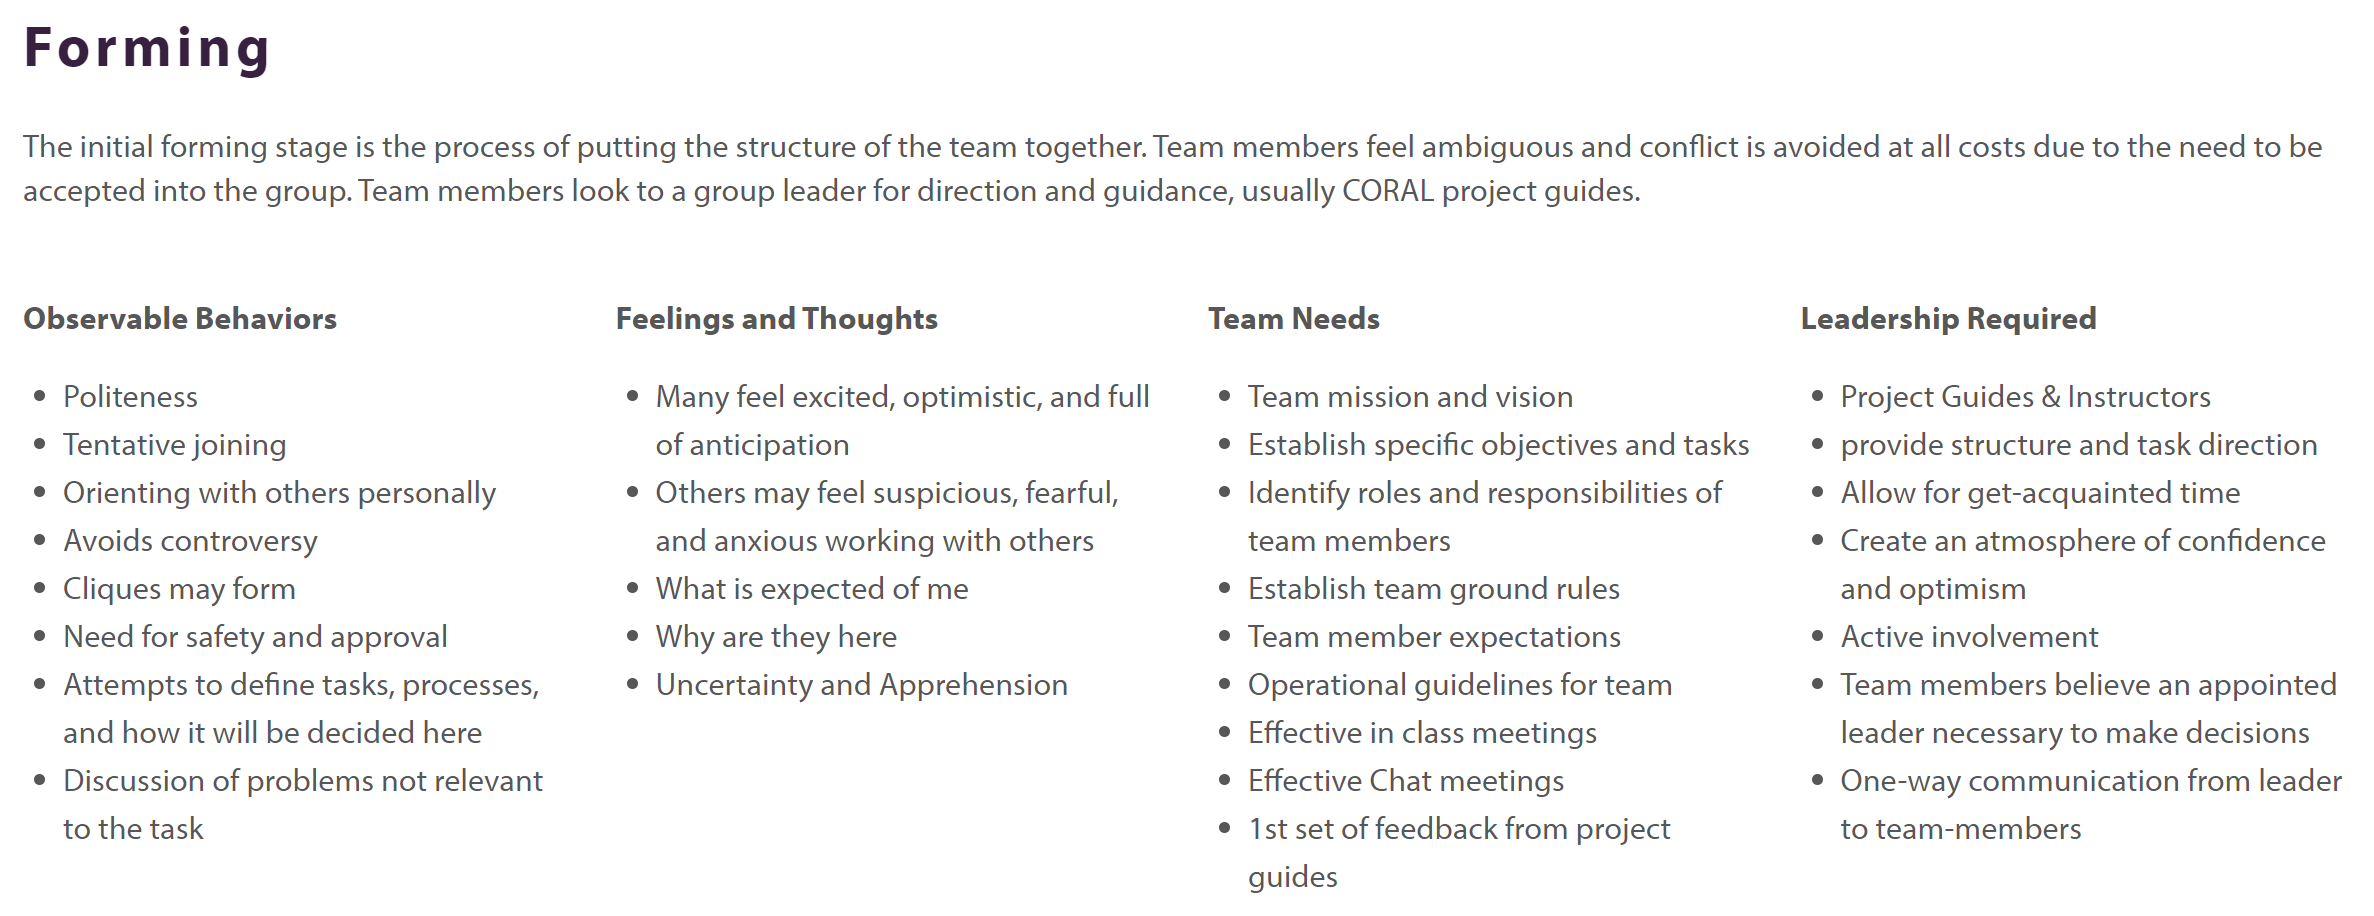 Forming
The initial forming stage is the process of putting the structure of the team together. Team members feel ambiguous and conflict is avoided at all costs due to the need to be
accepted into the group. Team members look to a group leader for direction and guidance, usually CORAL project guides.
Observable Behaviors
Politeness
Tentative joining
Orienting with others personally
Avoids controversy
Cliques may form
Need for safety and approval
Attempts to define tasks, processes,
and how it will be decided here
Discussion of problems not relevant
to the task
Feelings and Thoughts
Many feel excited, optimistic, and full
of anticipation
Others may feel suspicious, fearful,
and anxious working with others
What is expected of me
Why are they here
Uncertainty and Apprehension
Team Needs
Team mission and vision
Establish specific objectives and tasks
Identify roles and responsibilities of
team members
Establish team ground rules
Team member expectations
Operational guidelines for team
Effective in class meetings
Effective Chat meetings
1st set of feedback from project
guides
Leadership Required
Project Guides & Instructors
provide structure and task direction
Allow for get-acquainted time
Create an atmosphere of confidence
and optimism
Active involvement
Team members believe an appointed
leader necessary to make decisions
One-way communication from leader
to team-members